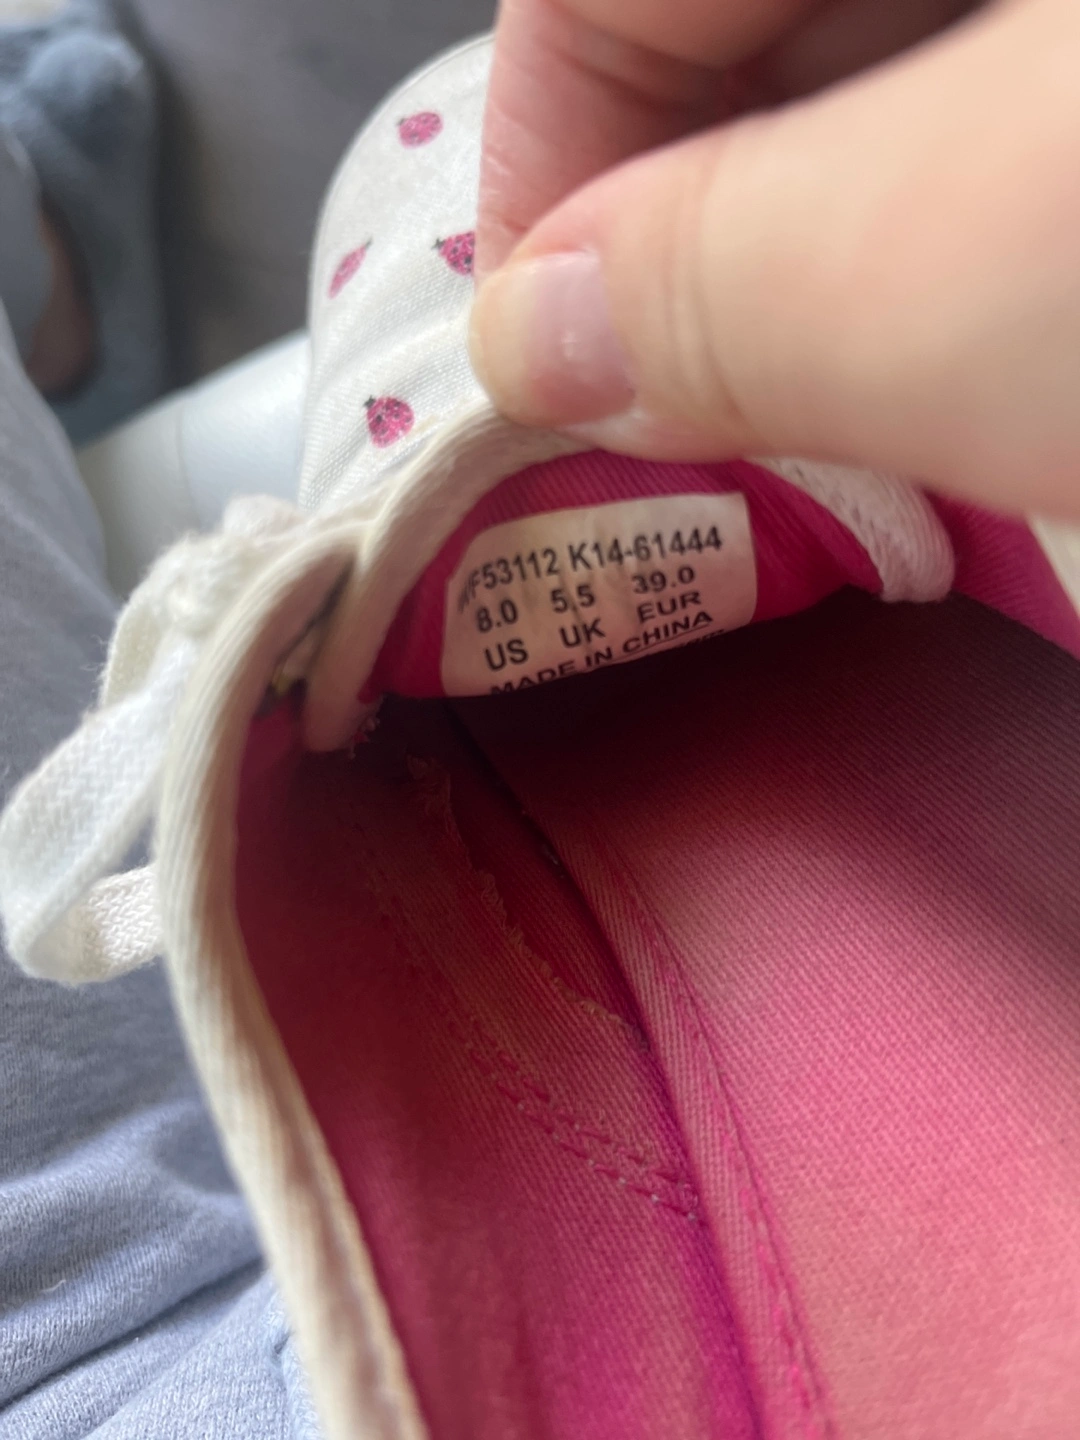 WF53112 K14-61444
8.0 5.5 39.0
US UK EUR
MADE IN CHINA